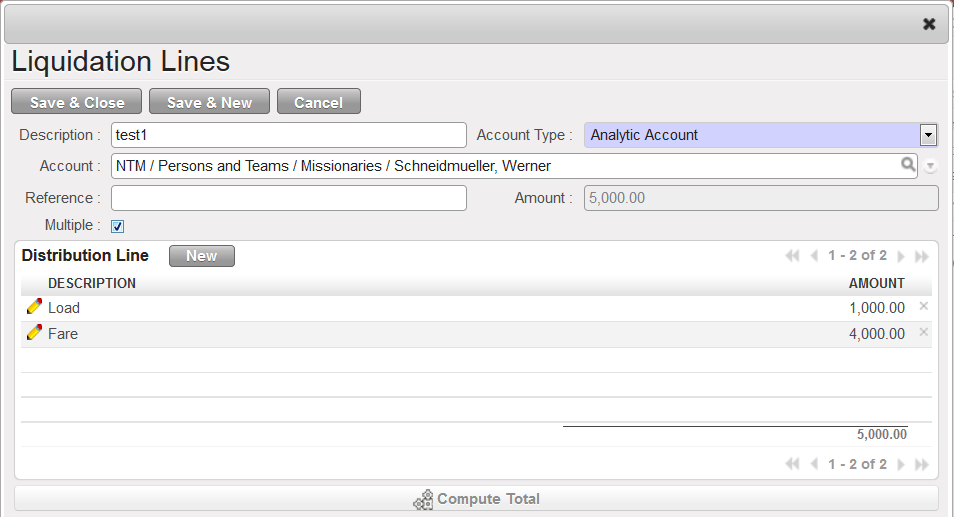 Liquidation Lines
Save & Close Save & New Cancel
Description : test1 Account Type : Analytic Account
Account : NTM / Persons and Teams / Missionaries / Schneidmueller, Werner
Reference : Amount : 5,000.00
Multiple :
Distribution Line New 1 - 2 of 2
DESCRIPTION AMOUNT
Load 1,000.00
Fare 4,000.00
5,000.00
1 - 2 of 2
Compute Total